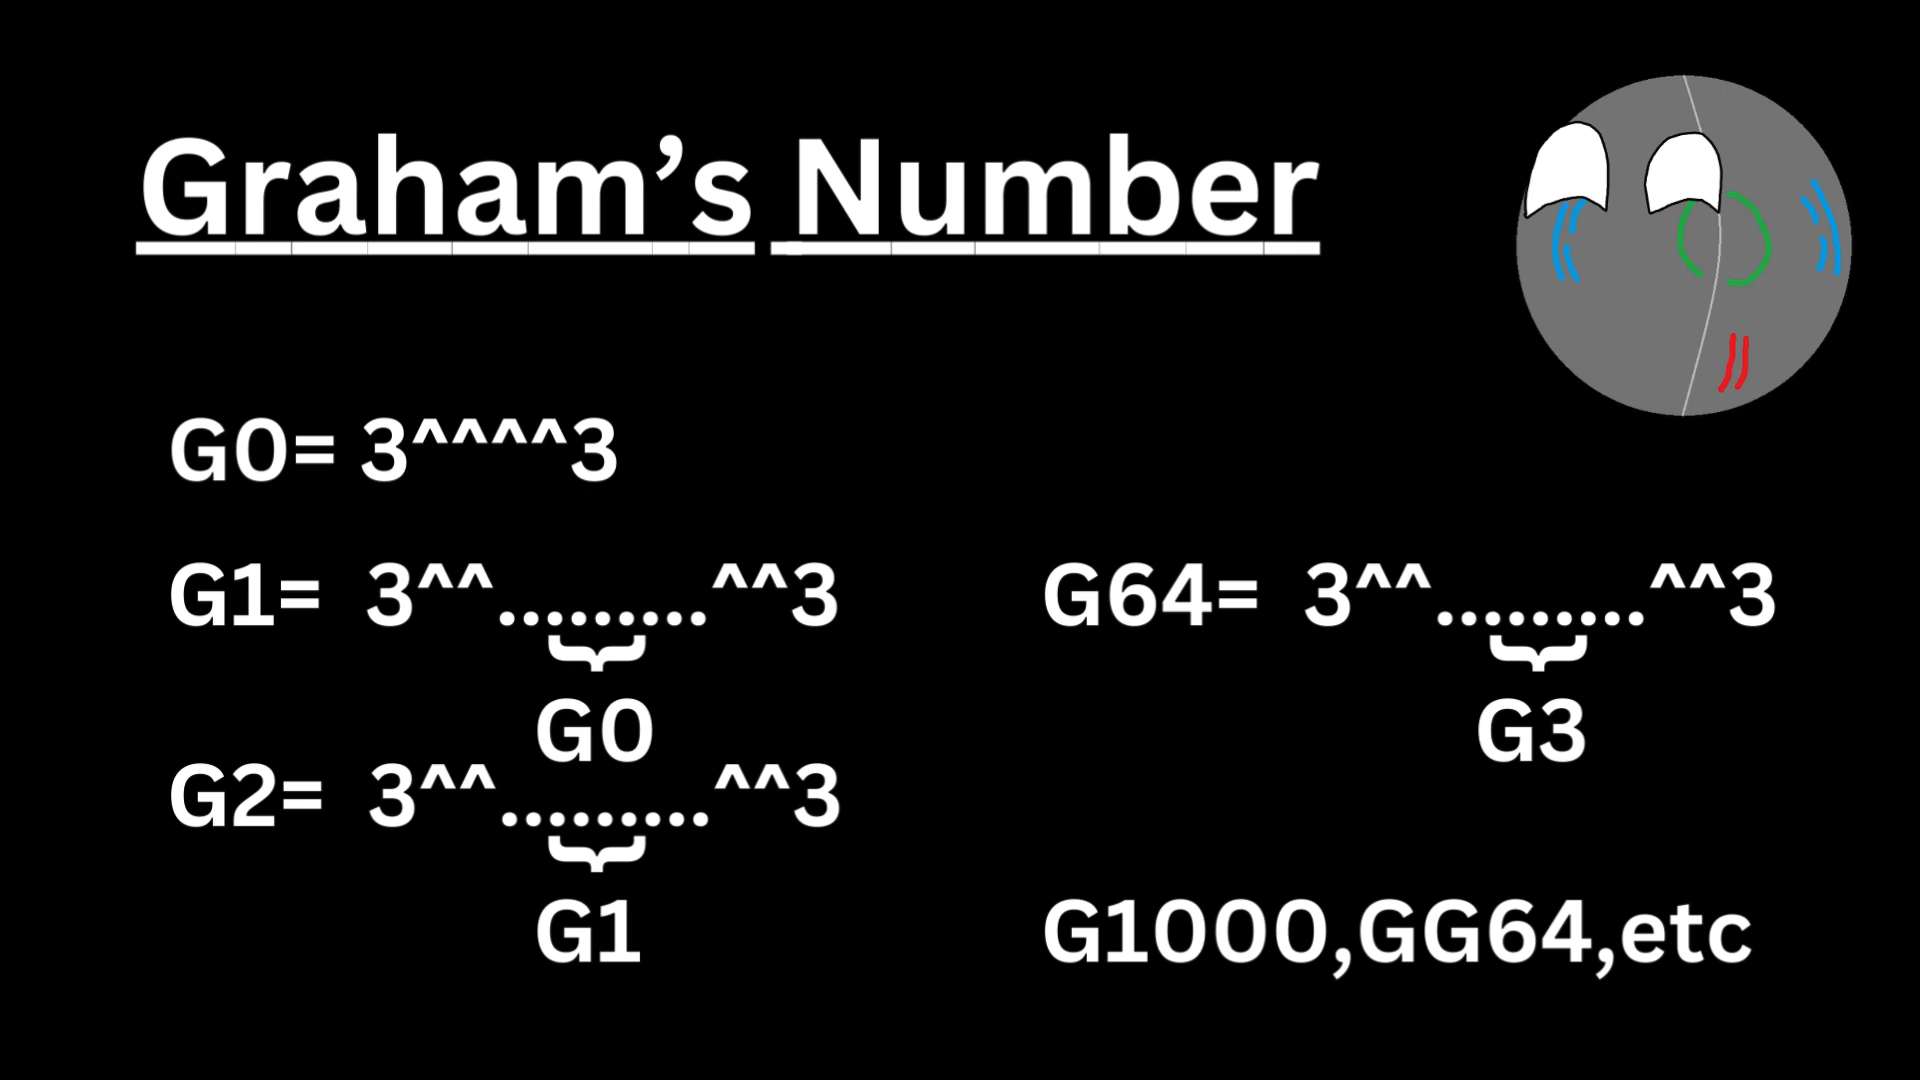 Graham’s Number
G0= 3^^^^3
G1= 3^^.........^^3
G0
G2= 3^^.........^^3
G1
G64= 3^^.........^^3
G3
G1000,GG64,etc